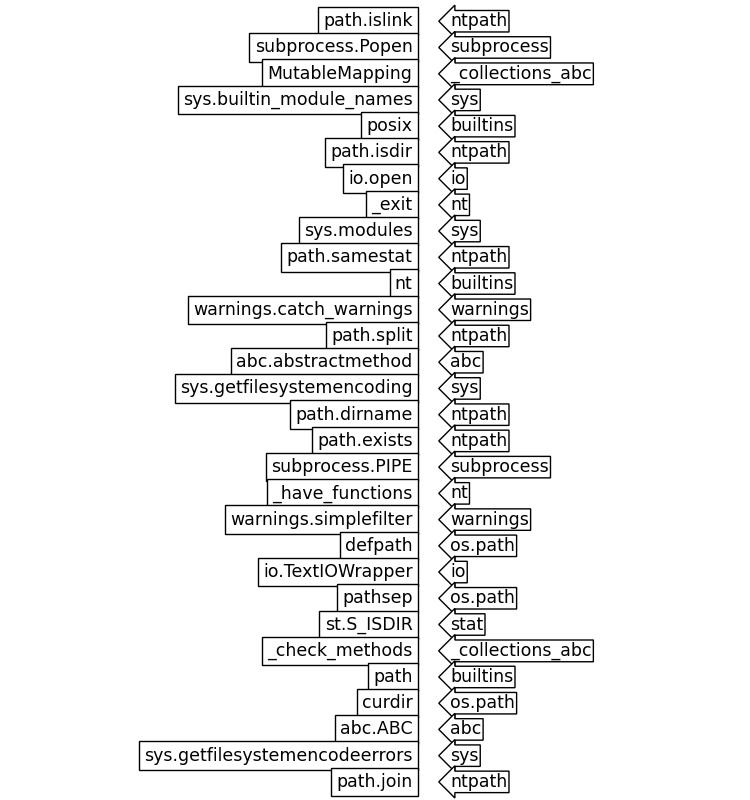 path.islink ntpath
subprocess.Popen subprocess
MutableMapping _collections_abc
sys.builtin_module_names sys
posix builtins
path.isdir ntpath
io.open io
_exit nt
sys.modules sys
path.samestat ntpath
nt builtins
warnings.catch_warnings warnings
path.split ntpath
abc.abstractmethod abc
sys.getfilesystemencoding sys
path.dirname ntpath
path.exists ntpath
subprocess.PIPE subprocess
_have_functions nt
warnings.simplefilter warnings
defpath os.path
io.TextIOWrapper io
pathsep os.path
st.S_ISDIR stat
_check_methods _collections_abc
path builtins
curdir os.path
abc.ABC abc
sys.getfilesystemencodeerrors sys
path.join ntpath